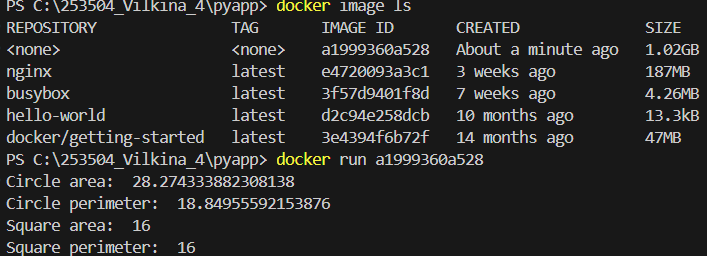 PS C:\253504_Vilkina_4\pyapp> docker image ls
REPOSITORY TAG IMAGE ID CREATED SIZE
<none> <none> a1999360a528 About a minute ago 1.02GB
nginx latest e4720093a3c1 3 weeks ago 187MB
busybox latest 3f57d9401f8d 7 weeks ago 4.26MB
hello-world latest d2c94e258dcb 10 months ago 13.3kB
docker/getting-started latest 3e4394f6b72f 14 months ago 47MB
PS C:\253504_Vilkina_4\pyapp> docker run a1999360a528
Circle area:  28.274333882308138
Circle perimeter:  18.84955592153876
Square area:  16
Square perimeter:  16